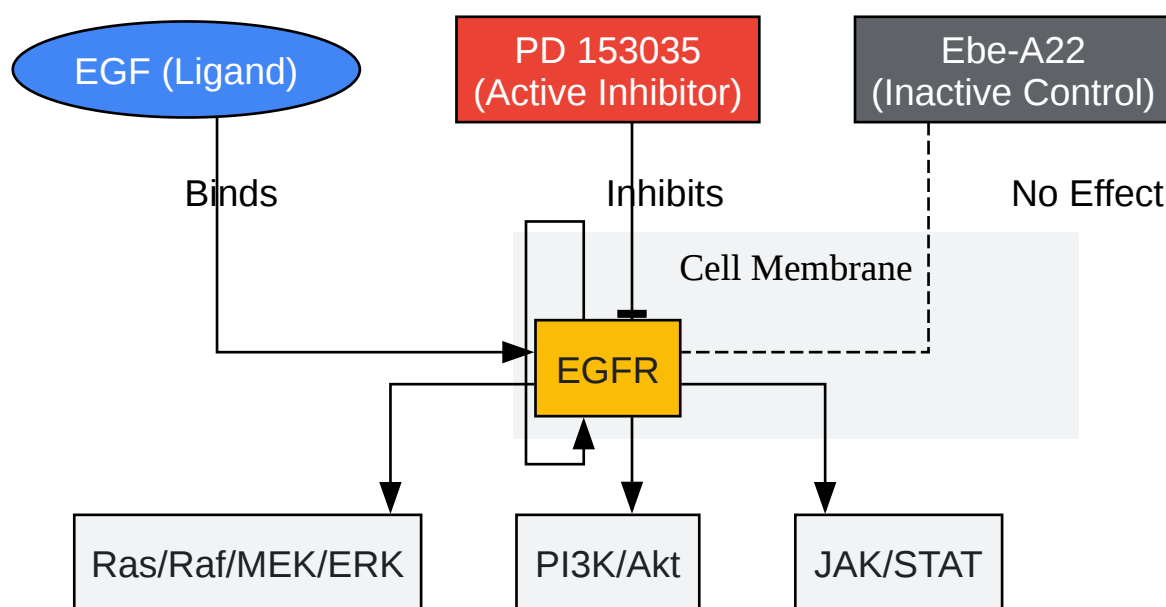 EGF (Ligand)
PD 153035
(Active Inhibitor)
Ebe-A22
(Inactive Control)
Binds
Inhibits
No Effect
Cell Membrane
EGFR
Ras/Raf/MEK/ERK
PI3K/Akt
JAK/STAT